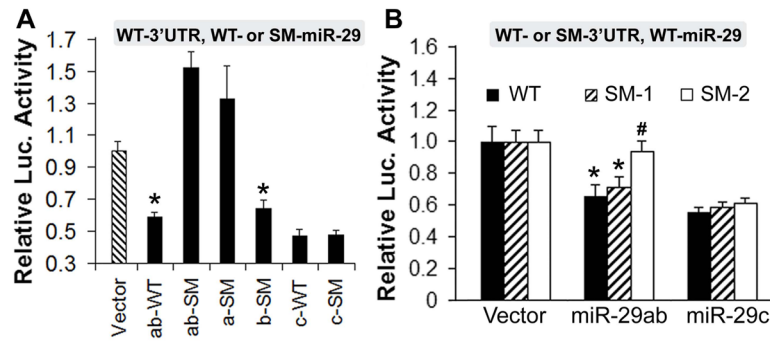 A
WT-3'UTR, WT- or SM-miR-29
Relative Luc. Activity
1.7
1.5
1.3
1.1
0.9
0.7
0.5
0.3
*
*
Vector
ab-WT
ab-SM
a-SM
b-SM
c-WT
c-SM
B
WT- or SM-3'UTR, WT-miR-29
WT
SM-1
SM-2
Relative Luc. Activity
1.4
1.2
1.0
0.8
0.6
0.4
0.2
0
*
*
#
Vector
miR-29ab
miR-29c